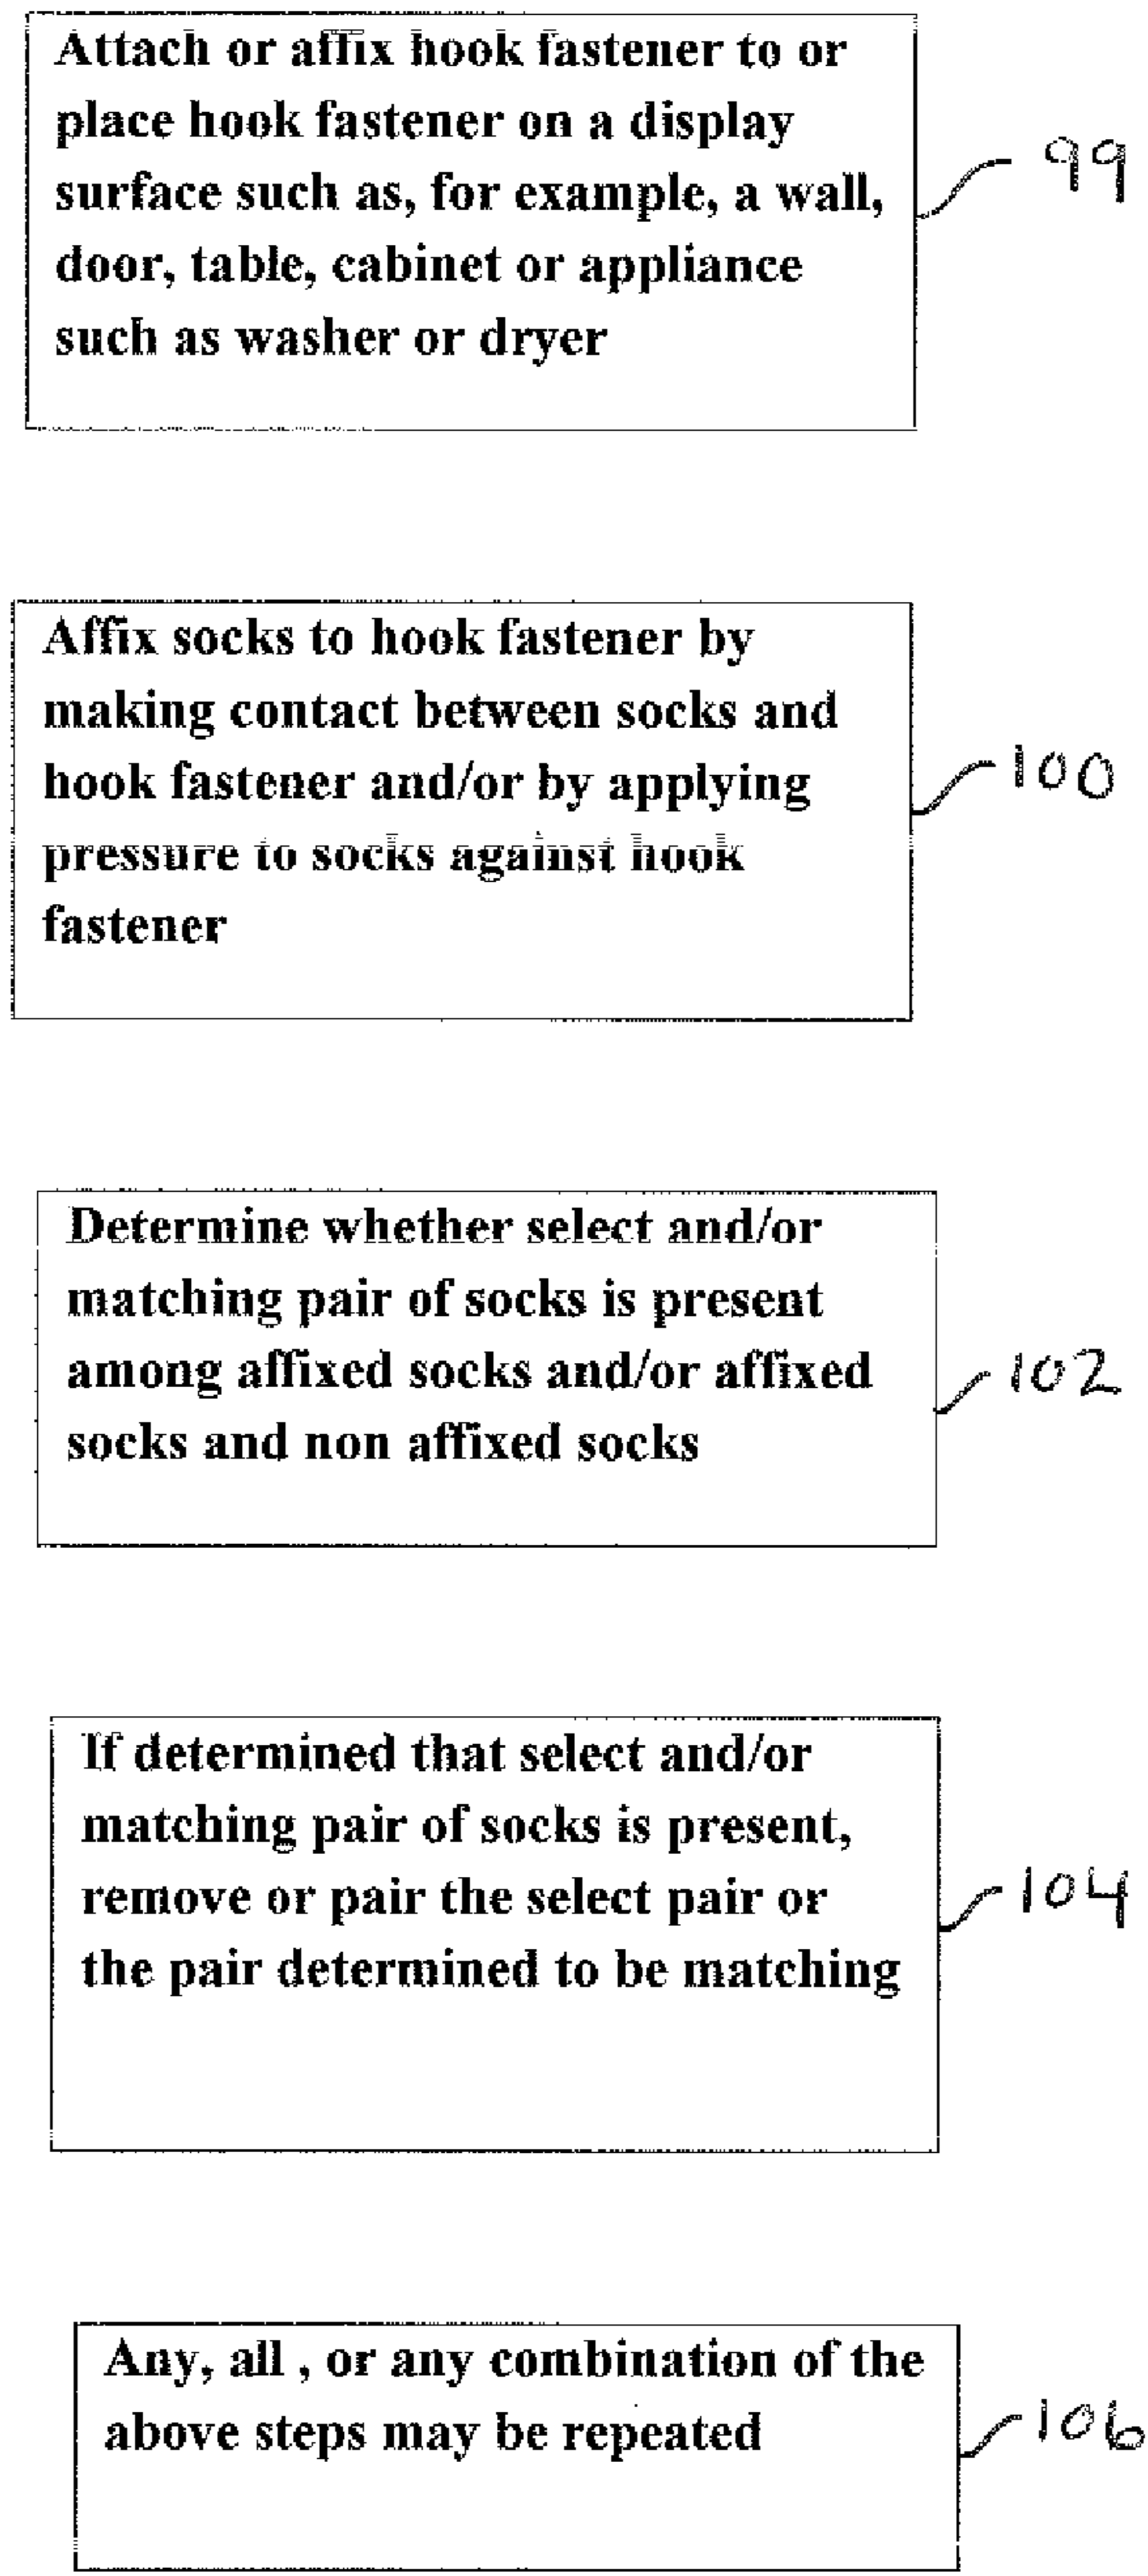 Attach or affix hook fastener to or
place hook fastener on a display
surface such as, for example, a wall,
door, table, cabinet or appliance
such as washer or dryer
99
Affix socks to hook fastener by
making contact between socks and
hook fastener and/or by applying
pressure to socks against hook
fastener
100
Determine whether select and/or
matching pair of socks is present
among affixed socks and/or affixed
socks and non affixed socks
102
If determined that select and/or
matching pair of socks is present,
remove or pair the select pair or
the pair determined to be matching
104
Any, all , or any combination of the
above steps may be repeated
106